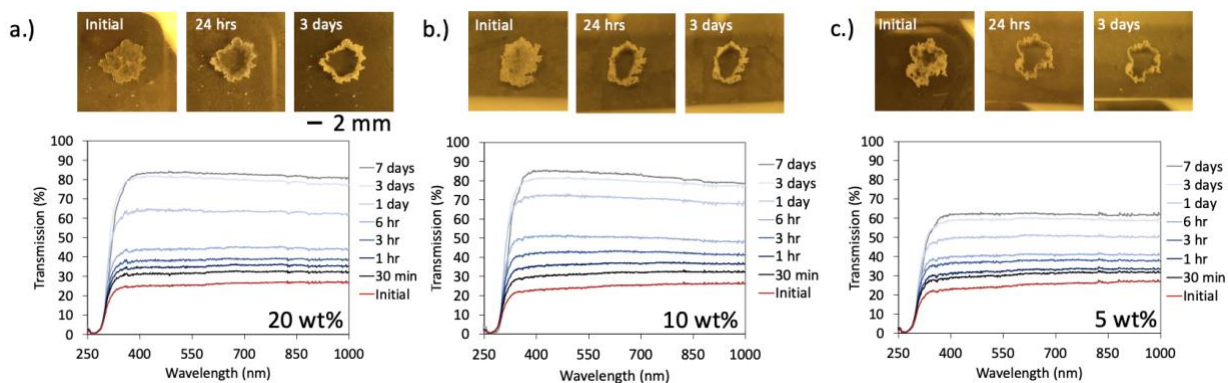 a.)
Initial
24 hrs
3 days
2 mm
Transmission (%)
100
90
80
70
60
50
40
30
20
10
0
250 400 550 700 850 1000
Wavelength (nm)
20 wt%
7 days
3 days
1 day
6 hr
3 hr
1 hr
30 min
Initial
b.)
Initial
24 hrs
3 days
Transmission (%)
100
90
80
70
60
50
40
30
20
10
0
250 400 550 700 850 1000
Wavelength (nm)
10 wt%
7 days
3 days
1 day
6 hr
3 hr
1 hr
30 min
Initial
c.)
Initial
24 hrs
3 days
Transmission (%)
100
90
80
70
60
50
40
30
20
10
0
250 400 550 700 850 1000
Wavelength (nm)
5 wt%
7 days
3 days
1 day
6 hr
3 hr
1 hr
30 min
Initial